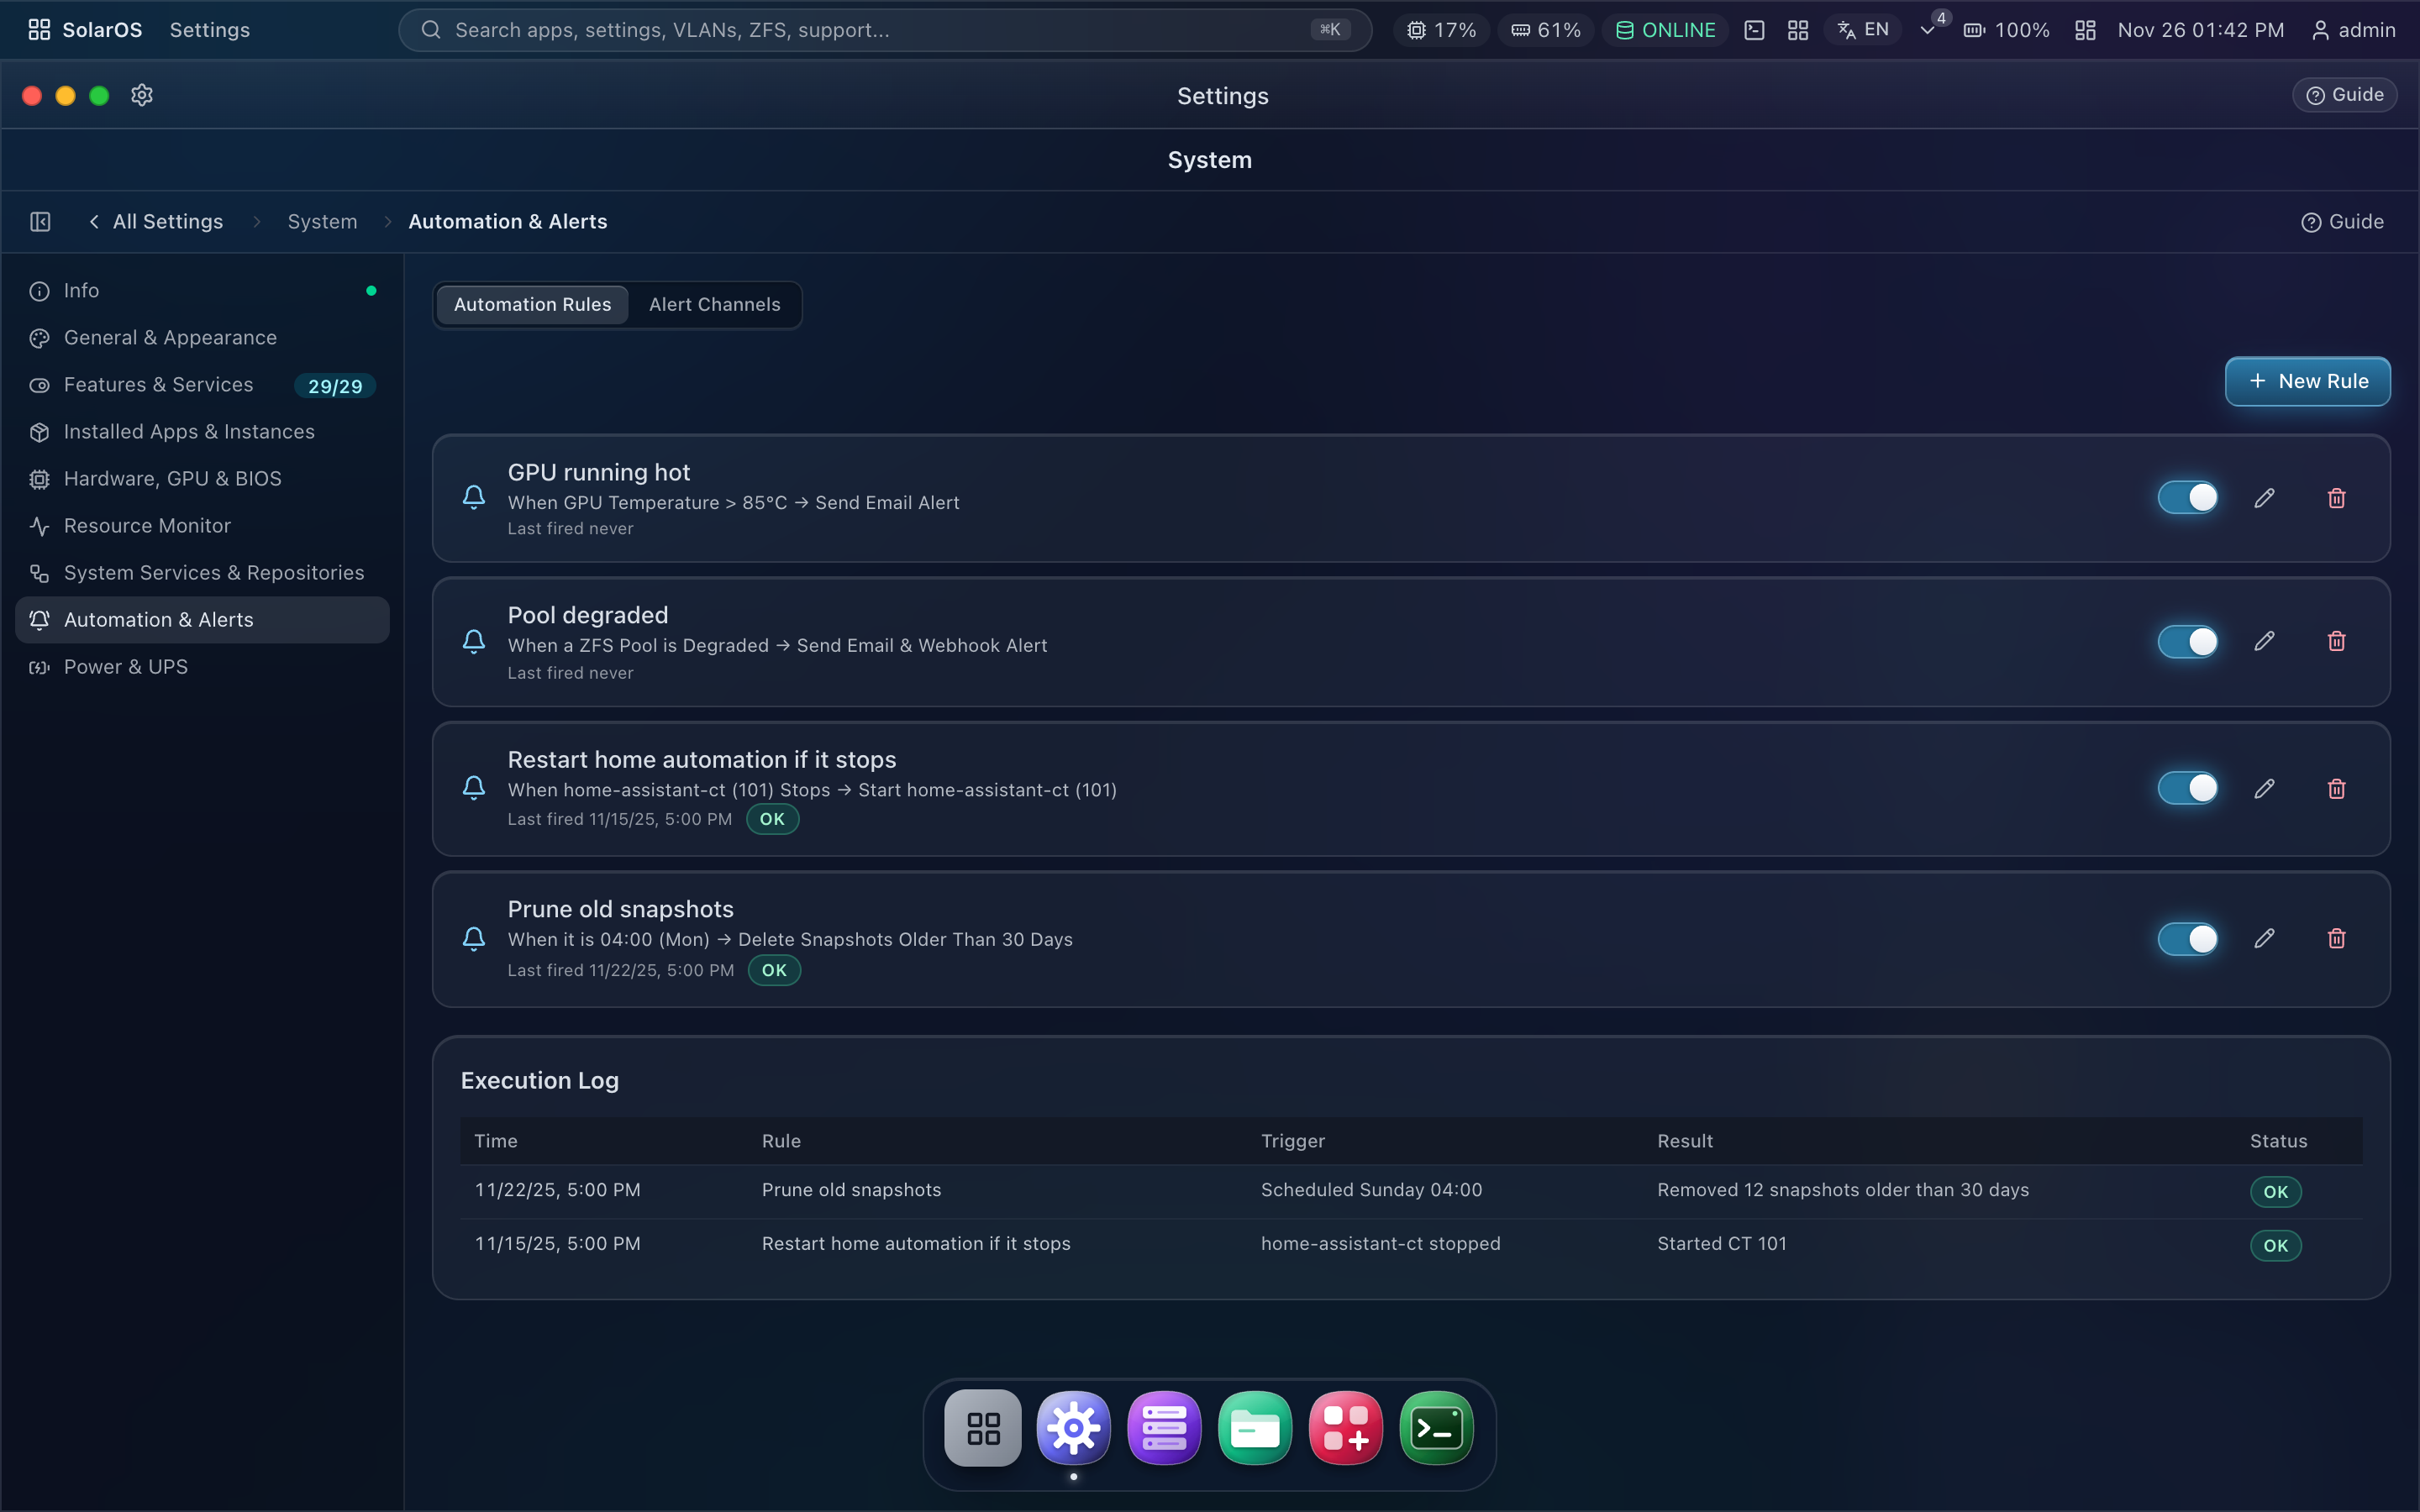 SolarOS Settings Search apps, settings, VLANs, ZFS, support... ⌘K 17% 61% ONLINE EN 4 100% Nov 26 01:42 PM admin
Settings Guide
System
All Settings System Automation & Alerts Guide
Info
General & Appearance
Features & Services 29/29
Installed Apps & Instances
Hardware, GPU & BIOS
Resource Monitor
System Services & Repositories
Automation & Alerts
Power & UPS
Automation Rules Alert Channels
+ New Rule
GPU running hot
When GPU Temperature > 85°C → Send Email Alert
Last fired never
Pool degraded
When a ZFS Pool is Degraded → Send Email & Webhook Alert
Last fired never
Restart home automation if it stops
When home-assistant-ct (101) Stops → Start home-assistant-ct (101)
Last fired 11/15/25, 5:00 PM OK
Prune old snapshots
When it is 04:00 (Mon) → Delete Snapshots Older Than 30 Days
Last fired 11/22/25, 5:00 PM OK
Execution Log
Time Rule Trigger Result Status
11/22/25, 5:00 PM Prune old snapshots Scheduled Sunday 04:00 Removed 12 snapshots older than 30 days OK
11/15/25, 5:00 PM Restart home automation if it stops home-assistant-ct stopped Started CT 101 OK